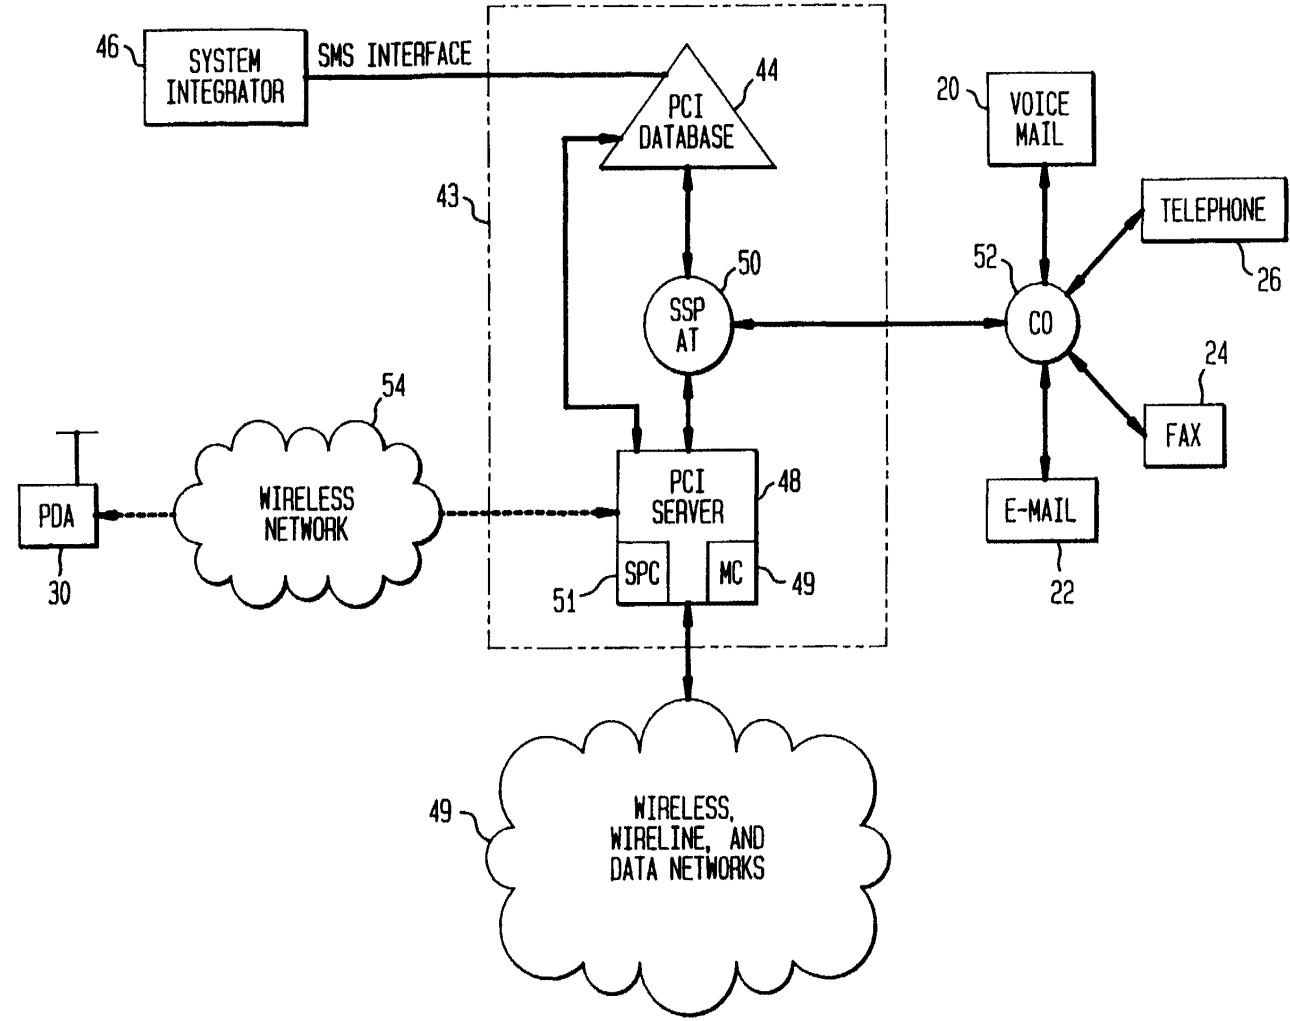 46
SYSTEM
INTEGRATOR
SMS INTERFACE
44
PCI
DATABASE
20
VOICE
MAIL
43
TELEPHONE
26
50
SSP
AT
52
CO
24
FAX
54
WIRELESS
NETWORK
PDA
30
PCI
SERVER
48
SPC
MC
51
49
E-MAIL
22
49
WIRELESS,
WIRELINE, AND
DATA NETWORKS